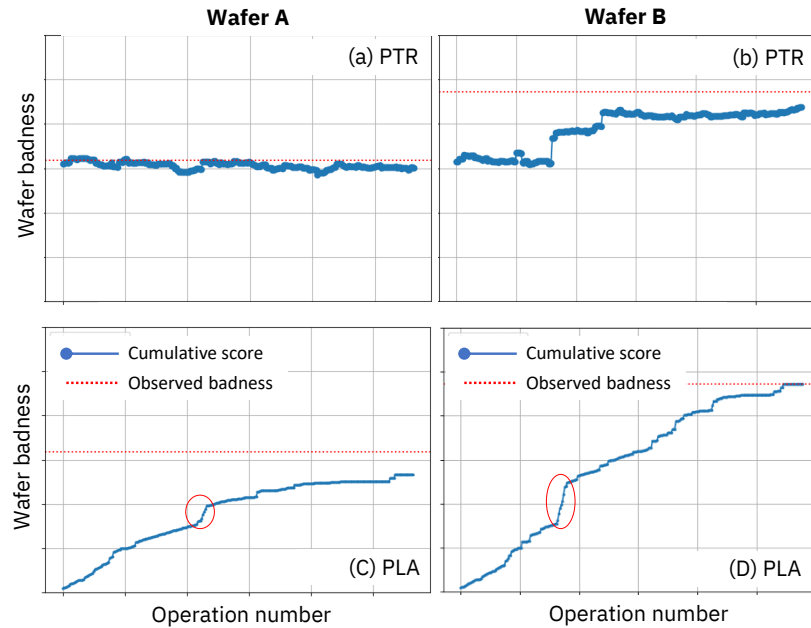 Wafer A
Wafer B
(a) PTR
(b) PTR
Wafer badness
Cumulative score
Observed badness
Cumulative score
Observed badness
Wafer badness
(C) PLA
(D) PLA
Operation number
Operation number